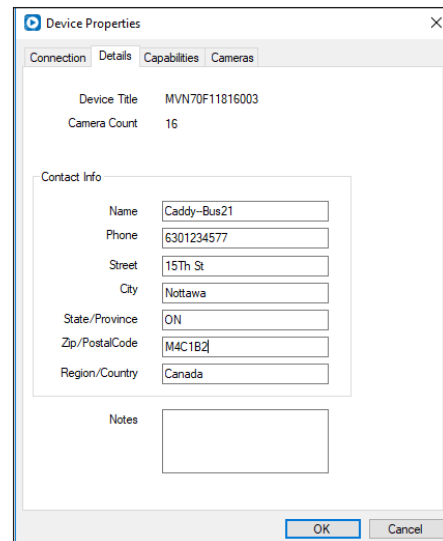 Device Properties
Connection Details Capabilities Cameras
Device Title MVN70F11816003
Camera Count 16
Contact Info
Name Caddy--Bus21
Phone 6301234577
Street 15Th St
City Nottawa
State/Province ON
Zip/PostalCode M4C1B2
Region/Country Canada
Notes
OK Cancel